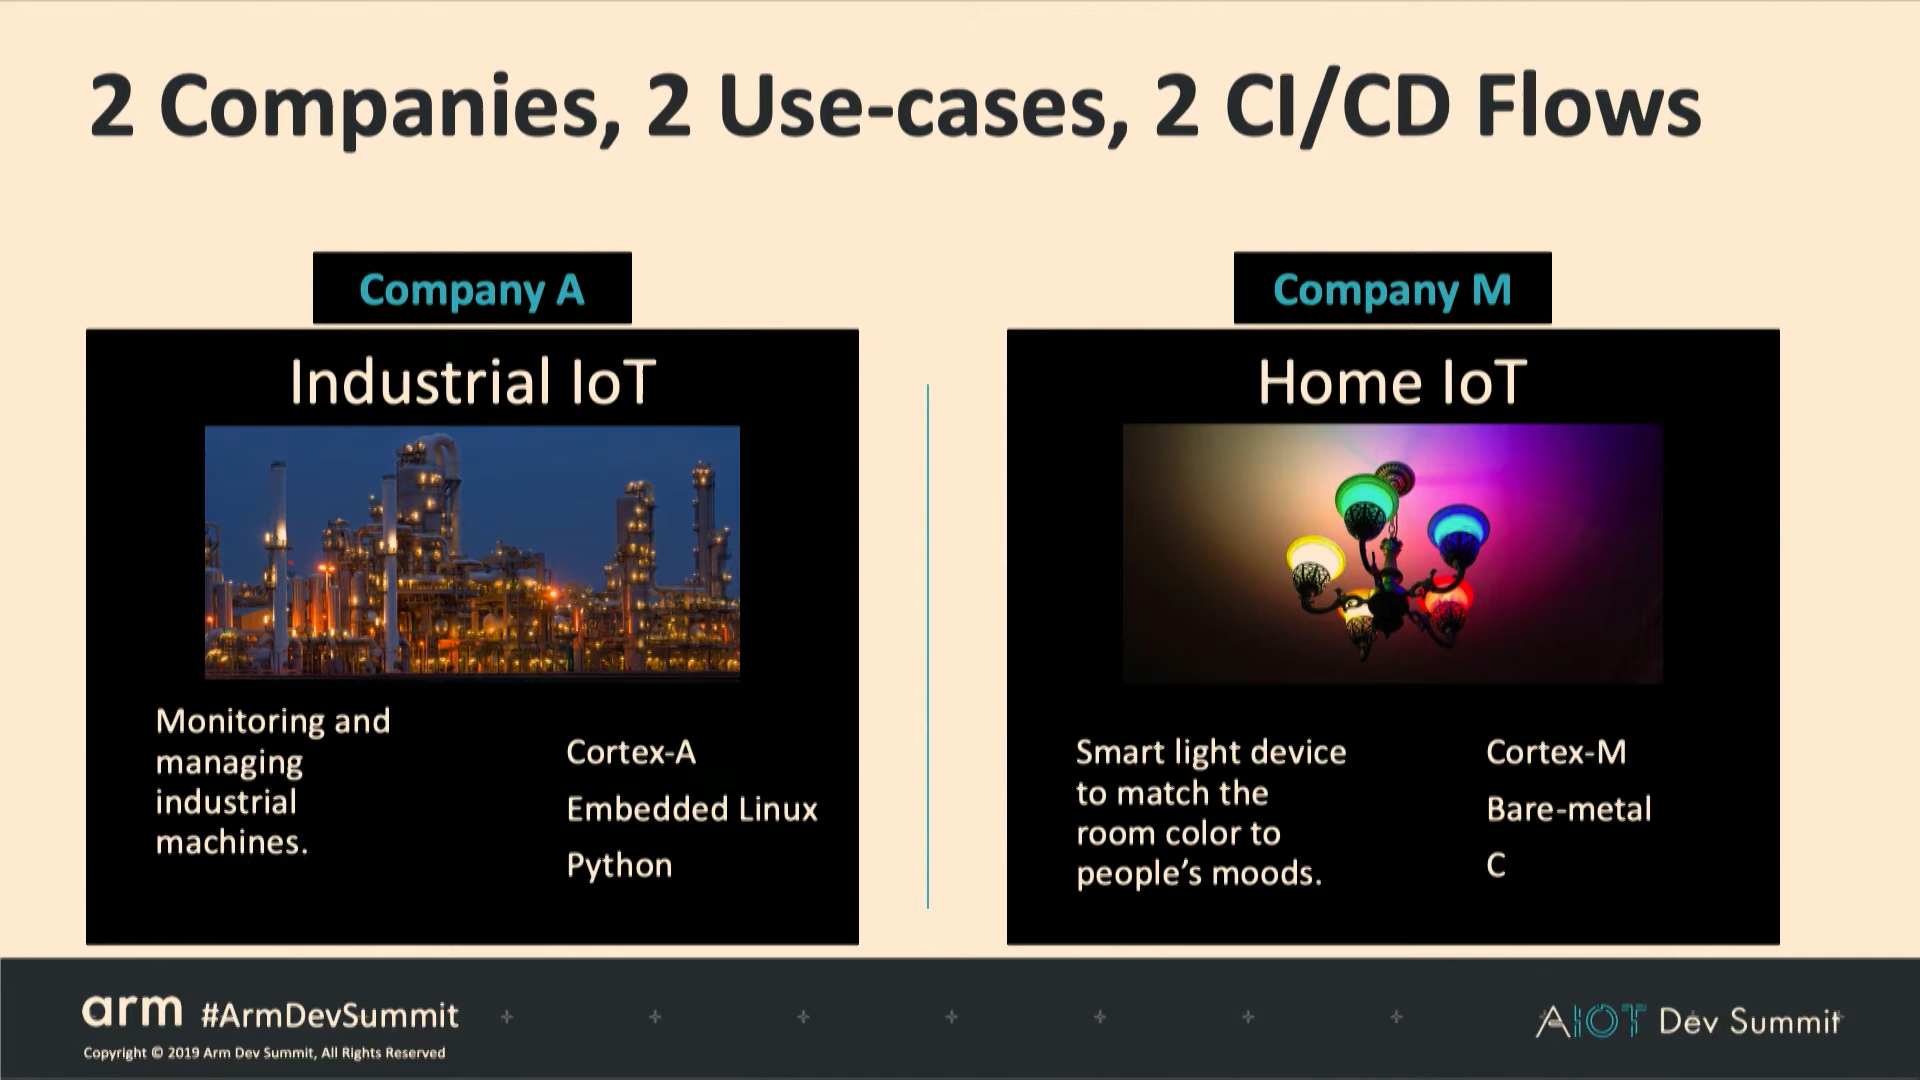 2 Companies, 2 Use-cases, 2 CI/CD Flows
Company A
Industrial IoT
Monitoring and
managing
industrial
machines.
Cortex-A
Embedded Linux
Python
Company M
Home IoT
Smart light device
to match the
room color to
people’s moods.
Cortex-M
Bare-metal
C
arm #ArmDevSummit
Copyright © 2019 Arm Dev Summit, All Rights Reserved
AIOT Dev Summit